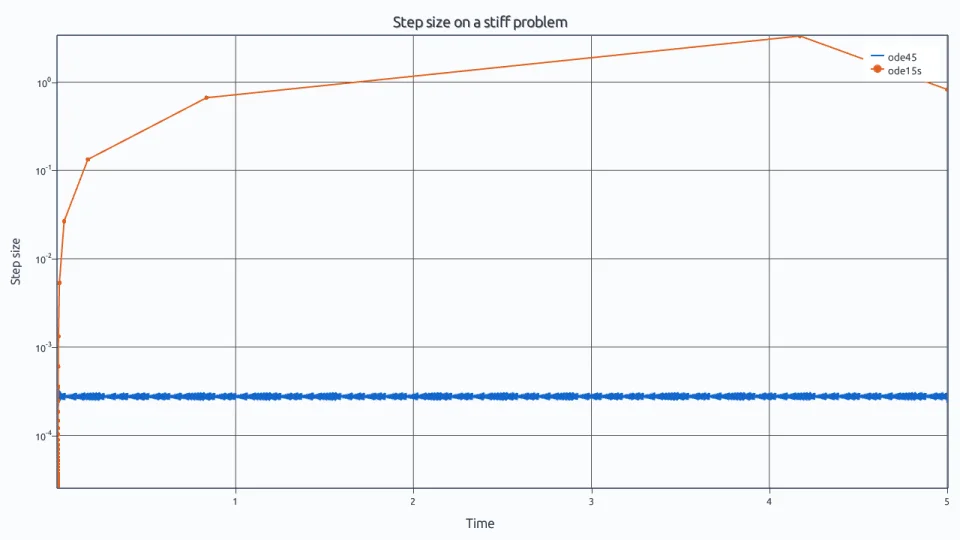 Step size on a stiff problem
ode45
ode15s
10^0
10^-1
10^-2
10^-3
10^-4
Step size
1 2 3 4 5
Time